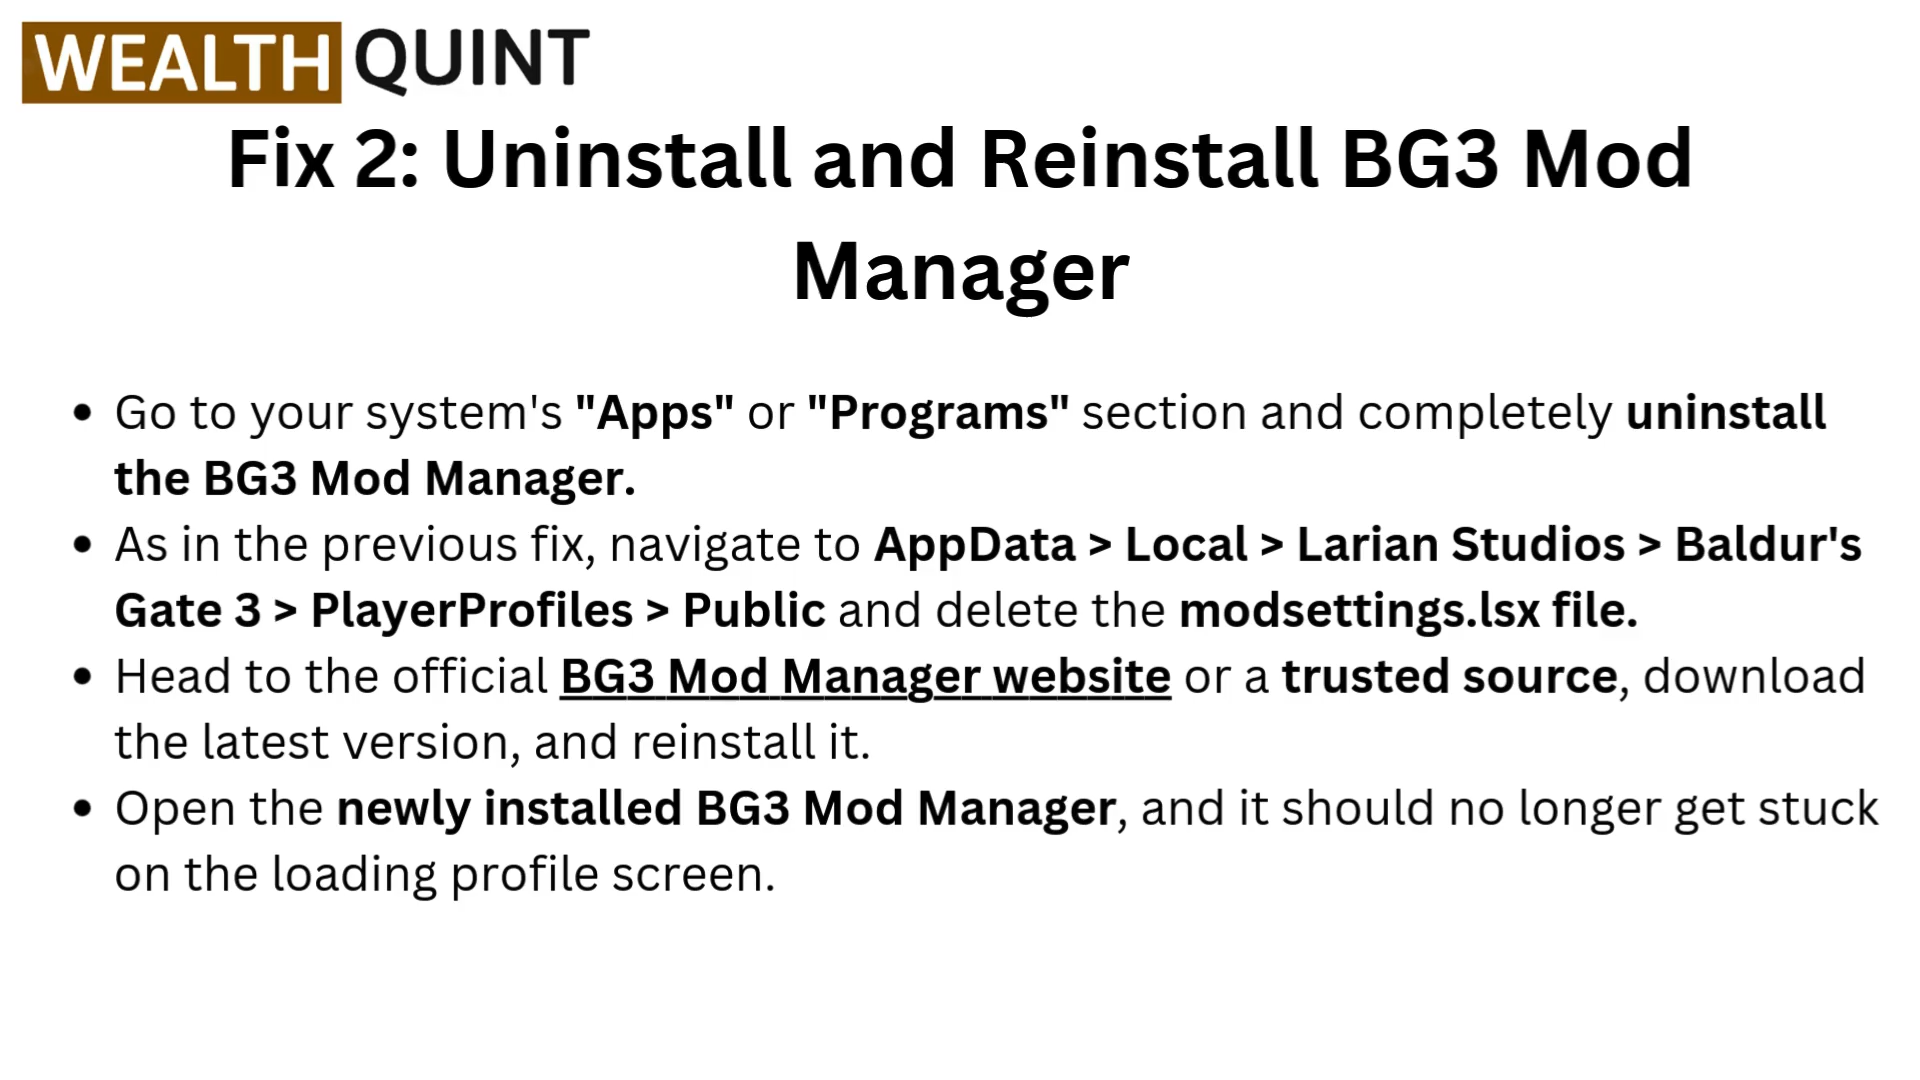 WEALTH QUINT
Fix 2: Uninstall and Reinstall BG3 Mod
Manager
• Go to your system's "Apps" or "Programs" section and completely uninstall
the BG3 Mod Manager.
• As in the previous fix, navigate to AppData > Local > Larian Studios > Baldur's
Gate 3 > PlayerProfiles > Public and delete the modsettings.lsx file.
• Head to the official BG3 Mod Manager website or a trusted source, download
the latest version, and reinstall it.
• Open the newly installed BG3 Mod Manager, and it should no longer get stuck
on the loading profile screen.